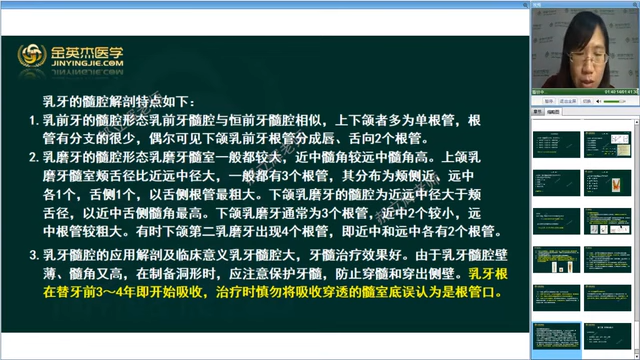 金英杰医学
JINYINGJIE.COM
乳牙的髓腔解剖特点如下：
1. 乳前牙的髓腔形态乳前牙髓腔与恒前牙髓腔相似，上下颌者多为单根管，根
管有分支的很少，偶尔可见下颌乳前牙根管分成唇、舌向2个根管。
2. 乳磨牙的髓腔形态乳磨牙髓室一般都较大，近中髓角较远中髓角高。上颌乳
磨牙髓室颊舌径比近远中径大，一般都有3个根管，其分布为颊侧近、远中
各1个，舌侧1个，以舌侧根管最粗大。下颌乳磨牙的髓腔为近远中径大于颊
舌径，以近中舌侧髓角最高。下颌乳磨牙通常为3个根管，近中2个较小，远
中根管较粗大。有时下颌第二乳磨牙出现4个根管，即近中和远中各有2个根管。
3. 乳牙髓腔的应用解剖及临床意义乳牙髓腔大，牙髓治疗效果好。由于乳牙髓腔壁
薄、髓角又高，在制备洞形时，应注意保护牙髓，防止穿髓和穿出侧壁。乳牙根
在替牙前3～4年即开始吸收，治疗时慎勿将吸收穿透的髓室底误认为是根管口。